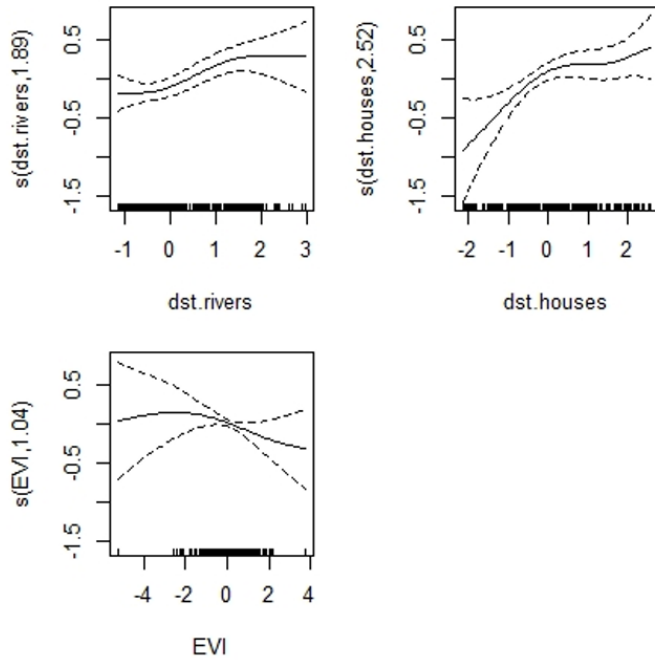 s(dst.rivers,1.89)
0.5
-0.5
-1.5
-1 0 1 2 3
dst.rivers
s(dst.houses,2.52)
0.5
-0.5
-1.5
-2 -1 0 1 2
dst.houses
s(EVI,1.04)
0.5
-0.5
-1.5
-4 -2 0 2 4
EVI